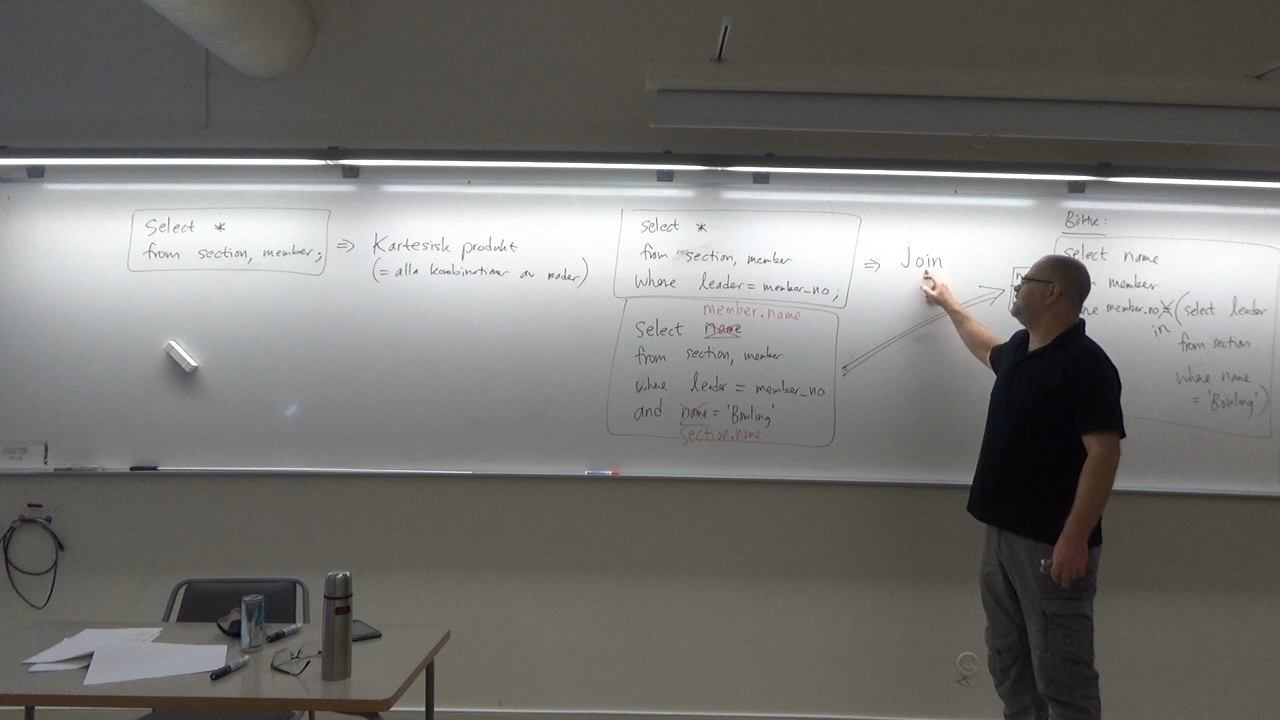 Select *
from section, member;
⇒ Kartesisk produkt
(= alla kombinationer av rader)
select *
from section, member
where leader = member_no;
⇒ Join
member.name
Select name
from section, member
where leader = member_no
and name = 'Bowling'
section.name
Bättre:
select name
member
member_no = (select leader
in
from section
where name
= 'Bowling')